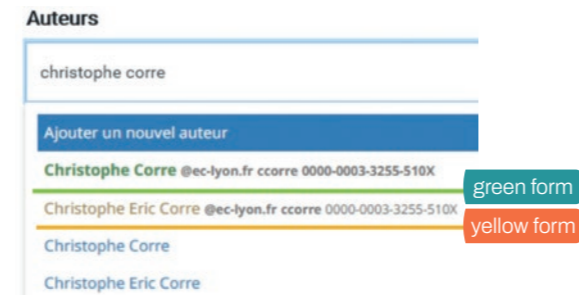 Auteurs
christophe corre
Ajouter un nouvel auteur
Christophe Corre @ec-lyon.fr ccorre 0000-0003-3255-510X
green form
Christophe Eric Corre @ec-lyon.fr ccorre 0000-0003-3255-510X
yellow form
Christophe Corre
Christophe Eric Corre